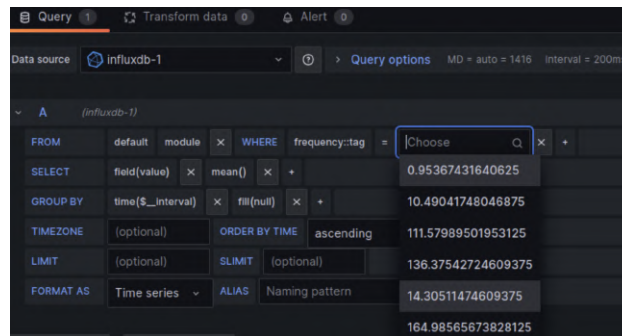 Query 1 Transform data 0 Alert 0
Data source influxdb-1 Query options MD = auto = 1416 Interval = 200m
A (influxdb-1)
FROM default module × WHERE frequency::tag = Choose × +
SELECT field(value) × mean() × +
GROUP BY time($__interval) × fill(null) × +
TIMEZONE (optional) ORDER BY TIME ascending
LIMIT (optional) SLIMIT (optional)
FORMAT AS Time series ALIAS Naming pattern
0.95367431640625
10.49041748046875
111.57989501953125
136.37542724609375
14.30511474609375
164.98565673828125